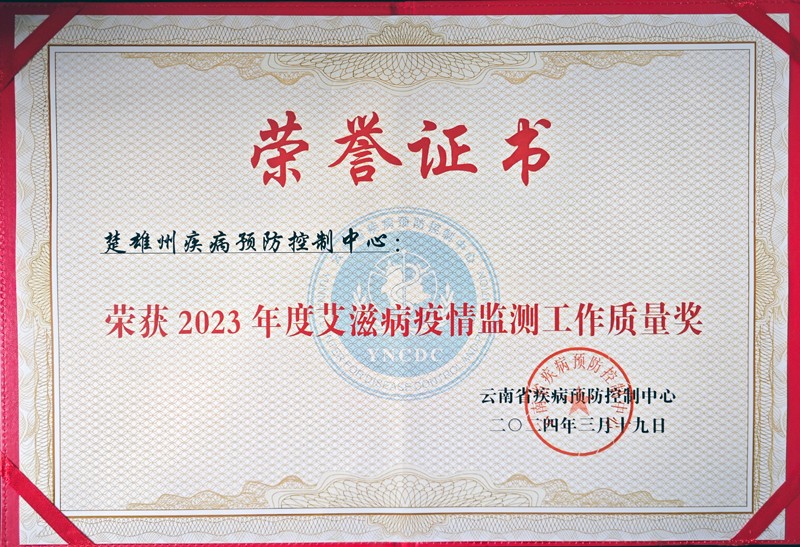 荣誉证书
楚雄州疾病预防控制中心：
荣获2023年度艾滋病疫情监测工作质量奖
YNCDC
云南省疾病预防控制中心
二〇二四年三月十九日